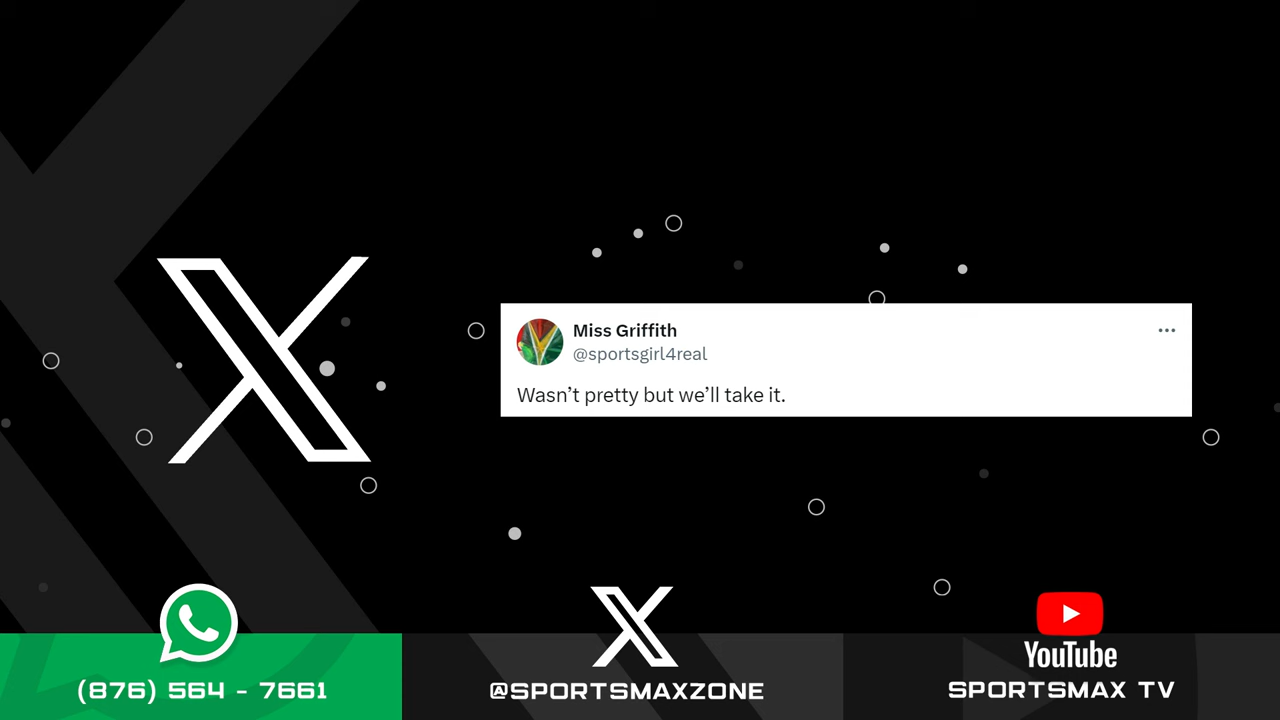 Miss Griffith
@sportsgirl4real
Wasn't pretty but we'll take it.
(876) 564 - 7661
@SPORTSMAXZONE
YouTube
SPORTSMAX TV